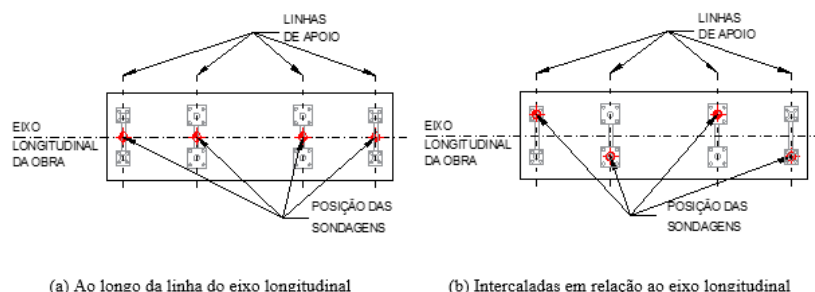 LINHAS
DE APOIO
EIXO
LONGITUDINAL
DA OBRA
POSIÇÃO DAS
SONDAGENS
(a) Ao longo da linha do eixo longitudinal
LINHAS
DE APOIO
EIXO
LONGITUDINAL
DA OBRA
POSIÇÃO DAS
SONDAGENS
(b) Intercaladas em relação ao eixo longitudinal